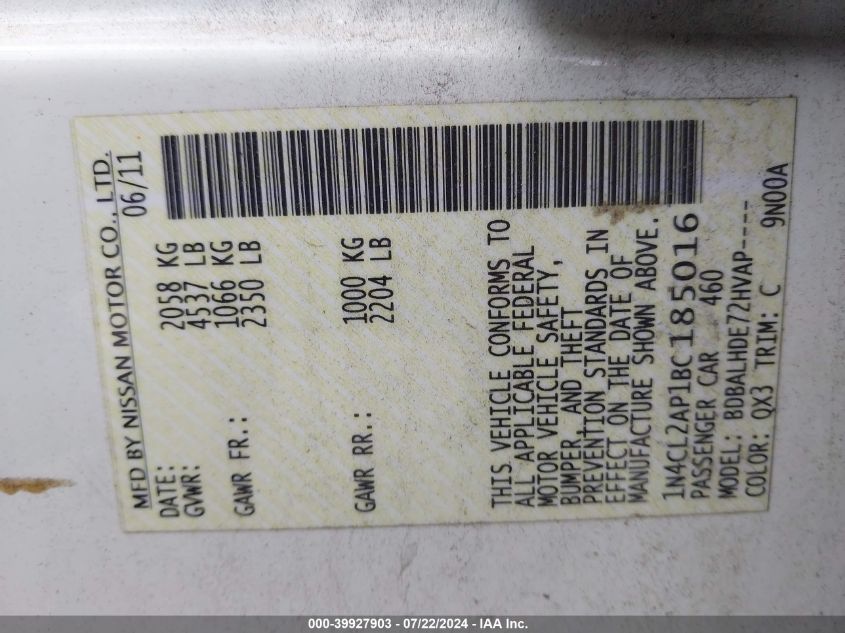 MFD BY NISSAN MOTOR CO., LTD.
DATE: 06/11
GVWR: 2058 KG
4537 LB
GAWR FR.: 1066 KG
2350 LB
GAWR RR.: 1000 KG
2204 LB
THIS VEHICLE CONFORMS TO
ALL APPLICABLE FEDERAL
MOTOR VEHICLE SAFETY,
BUMPER, AND THEFT
PREVENTION STANDARDS IN
EFFECT ON THE DATE OF
MANUFACTURE SHOWN ABOVE.
1N4CL2AP1BC185016
PASSENGER CAR 460
MODEL: BDBALHDE72HVAP-----
COLOR: QX3 TRIM: C 9N00A
000-39927903 - 07/22/2024 - IAA Inc.